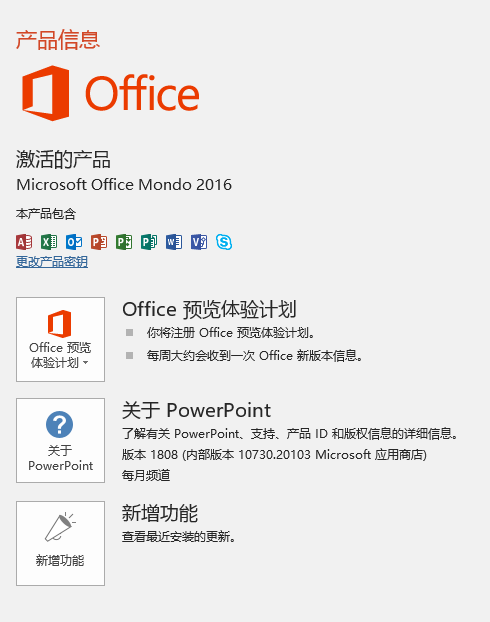 产品信息
Office
激活的产品
Microsoft Office Mondo 2016
本产品包含
更改产品密钥
Office 预览
体验计划
Office 预览体验计划
你将注册 Office 预览体验计划。
每周大约会收到一次 Office 新版本信息。
关于
PowerPoint
关于 PowerPoint
了解有关 PowerPoint、支持、产品 ID 和版权信息的详细信息。
版本 1808 (内部版本 10730.20103 Microsoft 应用商店)
每月频道
新增功能
新增功能
查看最近安装的更新。